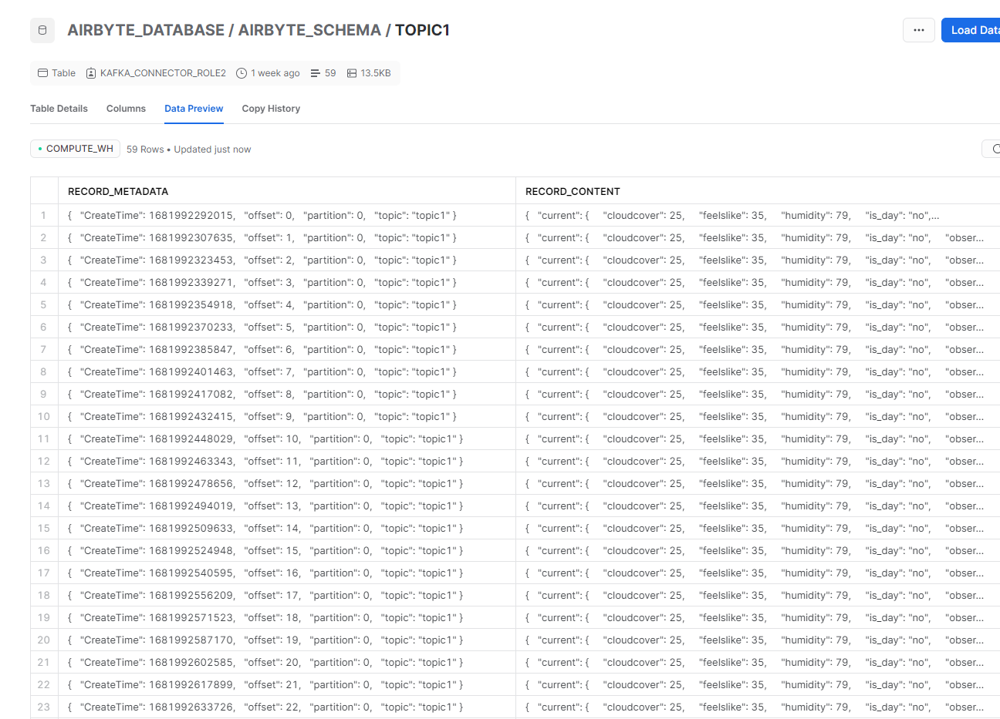 AIRBYTE_DATABASE / AIRBYTE_SCHEMA / TOPIC1
... Load Data
Table KAFKA_CONNECTOR_ROLE2 1 week ago 59 13.5KB
Table Details Columns Data Preview Copy History
COMPUTE_WH 59 Rows • Updated just now
RECORD_METADATA RECORD_CONTENT
1 { "CreateTime": 1681992292015, "offset": 0, "partition": 0, "topic": "topic1" } { "current": { "cloudcover": 25, "feelslike": 35, "humidity": 79, "is_day": "no",...
2 { "CreateTime": 1681992307635, "offset": 1, "partition": 0, "topic": "topic1" } { "current": { "cloudcover": 25, "feelslike": 35, "humidity": 79, "is_day": "no", "obser...
3 { "CreateTime": 1681992323453, "offset": 2, "partition": 0, "topic": "topic1" } { "current": { "cloudcover": 25, "feelslike": 35, "humidity": 79, "is_day": "no", "obser...
4 { "CreateTime": 1681992339271, "offset": 3, "partition": 0, "topic": "topic1" } { "current": { "cloudcover": 25, "feelslike": 35, "humidity": 79, "is_day": "no", "obser...
5 { "CreateTime": 1681992354918, "offset": 4, "partition": 0, "topic": "topic1" } { "current": { "cloudcover": 25, "feelslike": 35, "humidity": 79, "is_day": "no", "obser...
6 { "CreateTime": 1681992370233, "offset": 5, "partition": 0, "topic": "topic1" } { "current": { "cloudcover": 25, "feelslike": 35, "humidity": 79, "is_day": "no", "obser...
7 { "CreateTime": 1681992385847, "offset": 6, "partition": 0, "topic": "topic1" } { "current": { "cloudcover": 25, "feelslike": 35, "humidity": 79, "is_day": "no", "obser...
8 { "CreateTime": 1681992401463, "offset": 7, "partition": 0, "topic": "topic1" } { "current": { "cloudcover": 25, "feelslike": 35, "humidity": 79, "is_day": "no", "obser...
9 { "CreateTime": 1681992417082, "offset": 8, "partition": 0, "topic": "topic1" } { "current": { "cloudcover": 25, "feelslike": 35, "humidity": 79, "is_day": "no", "obser...
10 { "CreateTime": 1681992432415, "offset": 9, "partition": 0, "topic": "topic1" } { "current": { "cloudcover": 25, "feelslike": 35, "humidity": 79, "is_day": "no", "obser...
11 { "CreateTime": 1681992448029, "offset": 10, "partition": 0, "topic": "topic1" } { "current": { "cloudcover": 25, "feelslike": 35, "humidity": 79, "is_day": "no", "obser...
12 { "CreateTime": 1681992463343, "offset": 11, "partition": 0, "topic": "topic1" } { "current": { "cloudcover": 25, "feelslike": 35, "humidity": 79, "is_day": "no", "obser...
13 { "CreateTime": 1681992478656, "offset": 12, "partition": 0, "topic": "topic1" } { "current": { "cloudcover": 25, "feelslike": 35, "humidity": 79, "is_day": "no", "obser...
14 { "CreateTime": 1681992494019, "offset": 13, "partition": 0, "topic": "topic1" } { "current": { "cloudcover": 25, "feelslike": 35, "humidity": 79, "is_day": "no", "obser...
15 { "CreateTime": 1681992509633, "offset": 14, "partition": 0, "topic": "topic1" } { "current": { "cloudcover": 25, "feelslike": 35, "humidity": 79, "is_day": "no", "obser...
16 { "CreateTime": 1681992524948, "offset": 15, "partition": 0, "topic": "topic1" } { "current": { "cloudcover": 25, "feelslike": 35, "humidity": 79, "is_day": "no", "obser...
17 { "CreateTime": 1681992540595, "offset": 16, "partition": 0, "topic": "topic1" } { "current": { "cloudcover": 25, "feelslike": 35, "humidity": 79, "is_day": "no", "obser...
18 { "CreateTime": 1681992556209, "offset": 17, "partition": 0, "topic": "topic1" } { "current": { "cloudcover": 25, "feelslike": 35, "humidity": 79, "is_day": "no", "obser...
19 { "CreateTime": 1681992571523, "offset": 18, "partition": 0, "topic": "topic1" } { "current": { "cloudcover": 25, "feelslike": 35, "humidity": 79, "is_day": "no", "obser...
20 { "CreateTime": 1681992587170, "offset": 19, "partition": 0, "topic": "topic1" } { "current": { "cloudcover": 25, "feelslike": 35, "humidity": 79, "is_day": "no", "obser...
21 { "CreateTime": 1681992602585, "offset": 20, "partition": 0, "topic": "topic1" } { "current": { "cloudcover": 25, "feelslike": 35, "humidity": 79, "is_day": "no", "obser...
22 { "CreateTime": 1681992617899, "offset": 21, "partition": 0, "topic": "topic1" } { "current": { "cloudcover": 25, "feelslike": 35, "humidity": 79, "is_day": "no", "obser...
23 { "CreateTime": 1681992633726, "offset": 22, "partition": 0, "topic": "topic1" } { "current": { "cloudcover": 25, "feelslike": 35, "humidity": 79, "is_day": "no", "obser...